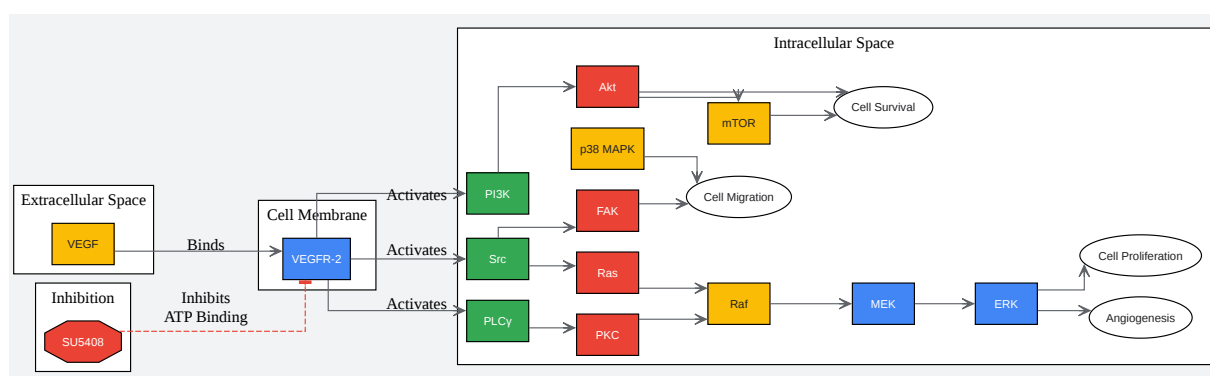 Intracellular Space
Akt
Cell Survival
mTOR
p38 MAPK
Extracellular Space
Activates
PI3K
Cell Migration
Cell Membrane
FAK
VEGF
Binds
VEGFR-2
Activates
Src
Ras
Cell Proliferation
Inhibition
Inhibits
ATP Binding
Activates
PLCγ
Raf
MEK
ERK
Angiogenesis
SU5408
PKC